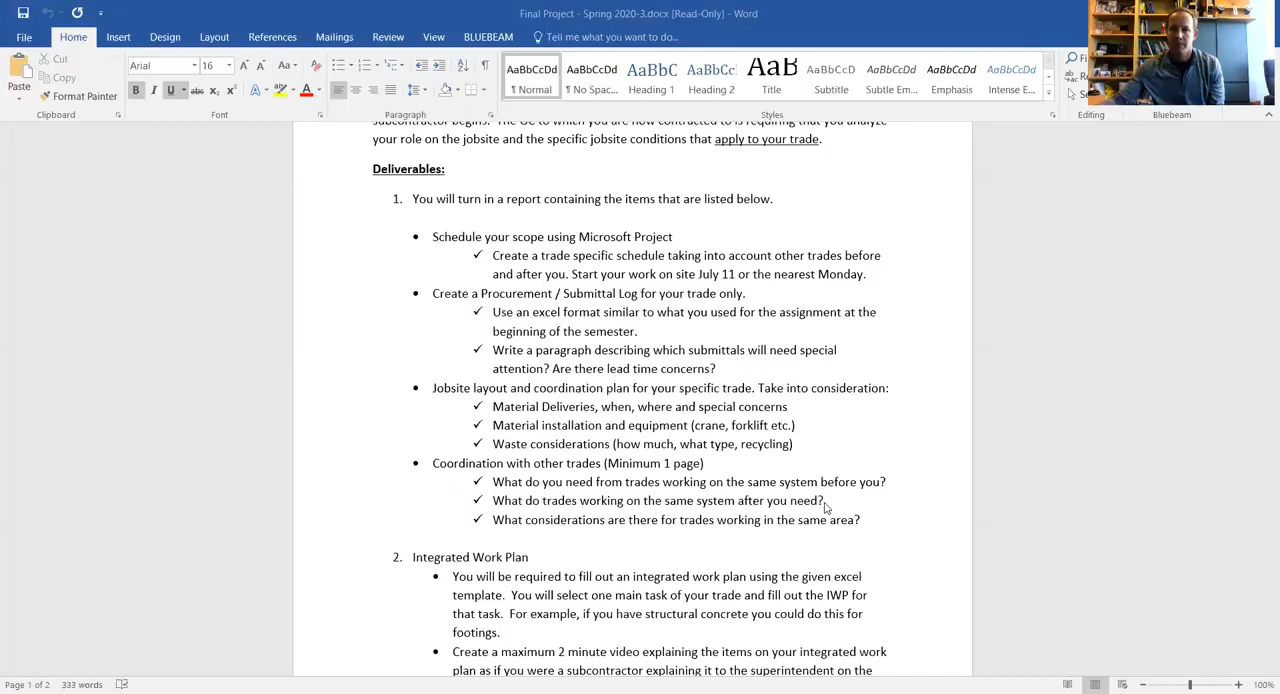 Final Project - Spring 2020-3.docx [Read-Only] - Word
File Home Insert Design Layout References Mailings Review View BLUEBEAM Tell me what you want to do...
Paste
Cut
Copy
Format Painter
Clipboard
Arial 16
Font
Paragraph
AaBbCcDd AaBbCcDd AaBbC AaBbCc AaB AaBbCcD AaBbCcDd AaBbCcDd AaBbCcDd
¶ Normal ¶ No Spac... Heading 1 Heading 2 Title Subtitle Subtle Em... Emphasis Intense E...
Styles
Editing
Bluebeam
subcontractor begins. The GC to which you are now contracted to is requiring that you analyze
your role on the jobsite and the specific jobsite conditions that apply to your trade.
Deliverables:
1. You will turn in a report containing the items that are listed below.
• Schedule your scope using Microsoft Project
✓ Create a trade specific schedule taking into account other trades before
and after you. Start your work on site July 11 or the nearest Monday.
• Create a Procurement / Submittal Log for your trade only.
✓ Use an excel format similar to what you used for the assignment at the
beginning of the semester.
✓ Write a paragraph describing which submittals will need special
attention? Are there lead time concerns?
• Jobsite layout and coordination plan for your specific trade. Take into consideration:
✓ Material Deliveries, when, where and special concerns
✓ Material installation and equipment (crane, forklift etc.)
✓ Waste considerations (how much, what type, recycling)
• Coordination with other trades (Minimum 1 page)
✓ What do you need from trades working on the same system before you?
✓ What do trades working on the same system after you need?
✓ What considerations are there for trades working in the same area?
2. Integrated Work Plan
• You will be required to fill out an integrated work plan using the given excel
template. You will select one main task of your trade and fill out the IWP for
that task. For example, if you have structural concrete you could do this for
footings.
• Create a maximum 2 minute video explaining the items on your integrated work
plan as if you were a subcontractor explaining it to the superintendent on the
Page 1 of 2 333 words
100%